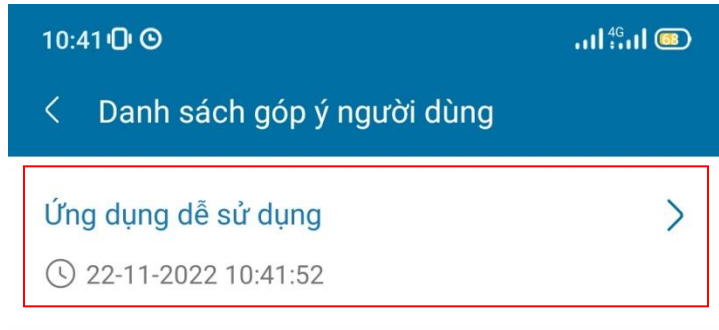 10:41 4G 68
Danh sách góp ý người dùng
Ứng dụng dễ sử dụng
22-11-2022 10:41:52